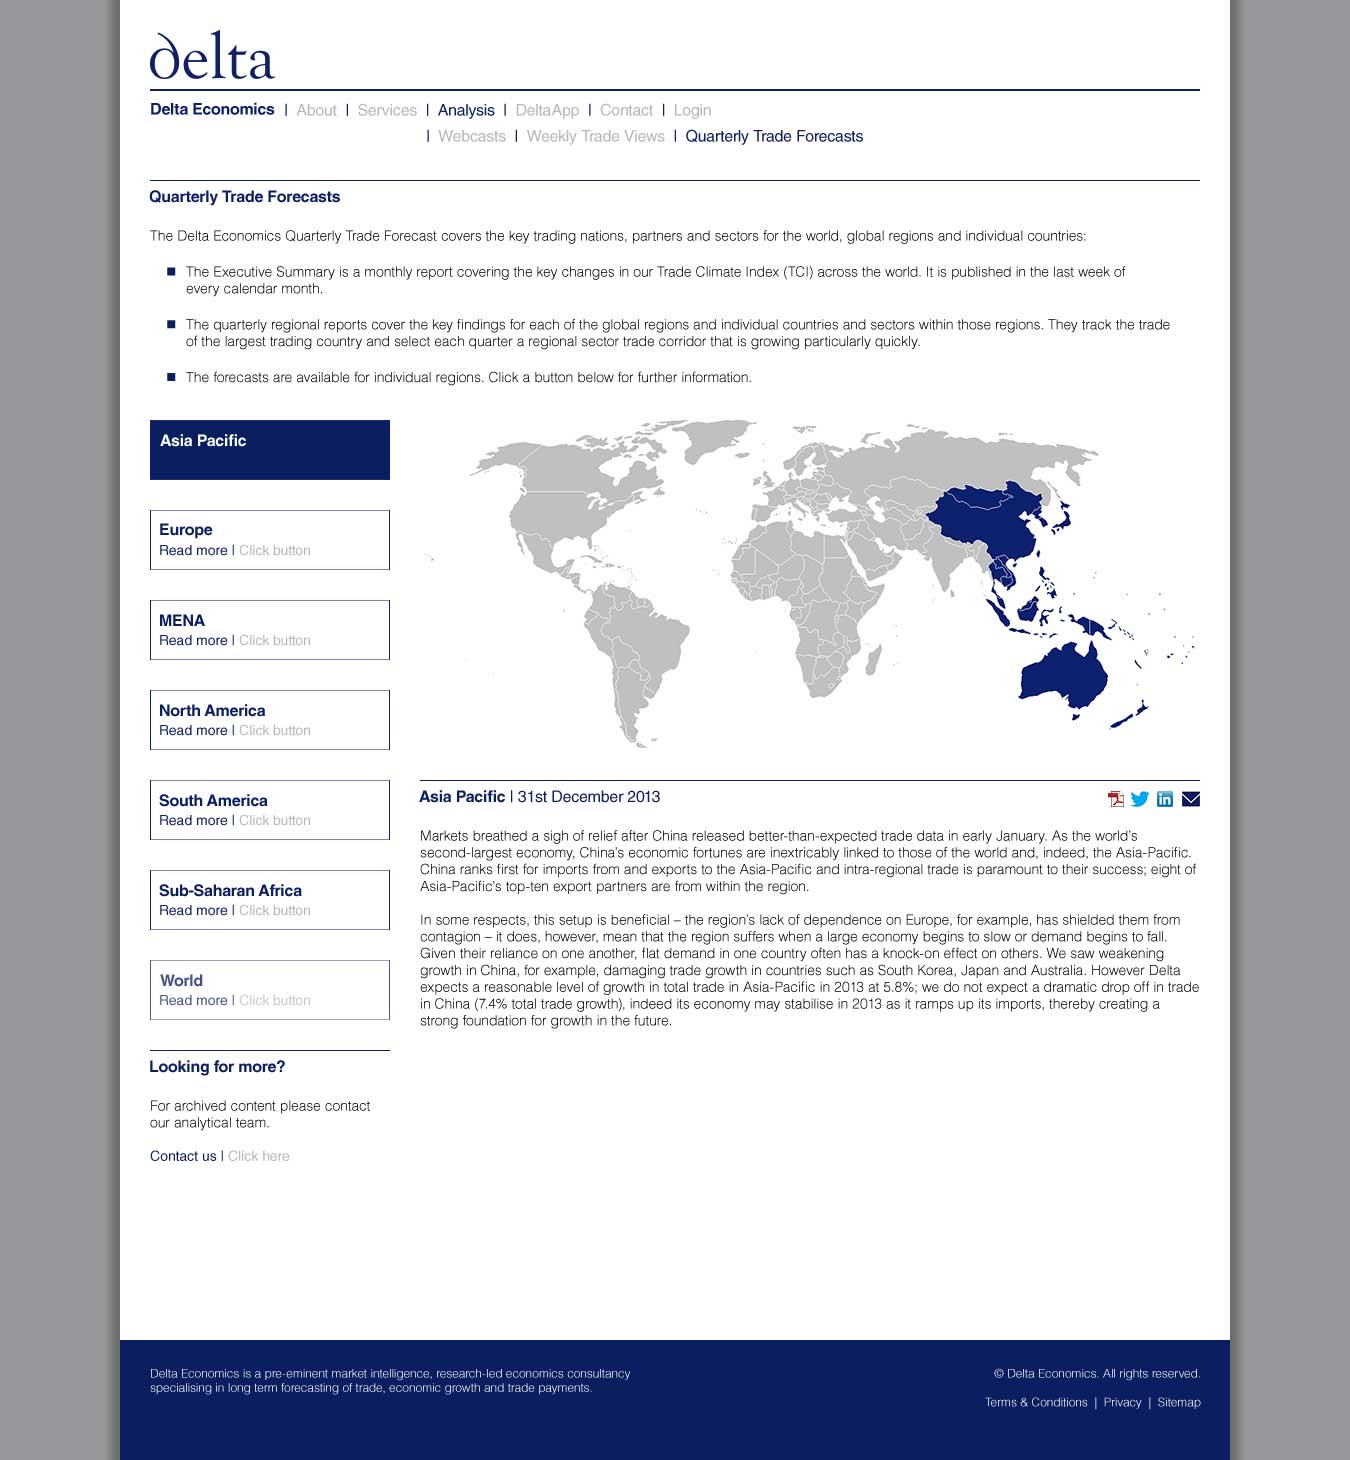 delta
Delta Economics | About | Services | Analysis | DeltaApp | Contact | Login
| Webcasts | Weekly Trade Views | Quarterly Trade Forecasts
Quarterly Trade Forecasts
The Delta Economics Quarterly Trade Forecast covers the key trading nations, partners and sectors for the world, global regions and individual countries:
■ The Executive Summary is a monthly report covering the key changes in our Trade Climate Index (TCI) across the world. It is published in the last week of
every calendar month.
■ The quarterly regional reports cover the key findings for each of the global regions and individual countries and sectors within those regions. They track the trade
of the largest trading country and select each quarter a regional sector trade corridor that is growing particularly quickly.
■ The forecasts are available for individual regions. Click a button below for further information.
Asia Pacific
Europe
Read more | Click button
MENA
Read more | Click button
North America
Read more | Click button
South America
Read more | Click button
Sub-Saharan Africa
Read more | Click button
World
Read more | Click button
Looking for more?
For archived content please contact
our analytical team.
Contact us | Click here
Asia Pacific | 31st December 2013
in
Markets breathed a sigh of relief after China released better-than-expected trade data in early January. As the world's
second-largest economy, China's economic fortunes are inextricably linked to those of the world and, indeed, the Asia-Pacific.
China ranks first for imports from and exports to the Asia-Pacific and intra-regional trade is paramount to their success; eight of
Asia-Pacific's top-ten export partners are from within the region.
In some respects, this setup is beneficial – the region's lack of dependence on Europe, for example, has shielded them from
contagion – it does, however, mean that the region suffers when a large economy begins to slow or demand begins to fall.
Given their reliance on one another, flat demand in one country often has a knock-on effect on others. We saw weakening
growth in China, for example, damaging trade growth in countries such as South Korea, Japan and Australia. However Delta
expects a reasonable level of growth in total trade in Asia-Pacific in 2013 at 5.8%; we do not expect a dramatic drop off in trade
in China (7.4% total trade growth), indeed its economy may stabilise in 2013 as it ramps up its imports, thereby creating a
strong foundation for growth in the future.
Delta Economics is a pre-eminent market intelligence, research-led economics consultancy
specialising in long term forecasting of trade, economic growth and trade payments.
© Delta Economics. All rights reserved.
Terms & Conditions | Privacy | Sitemap